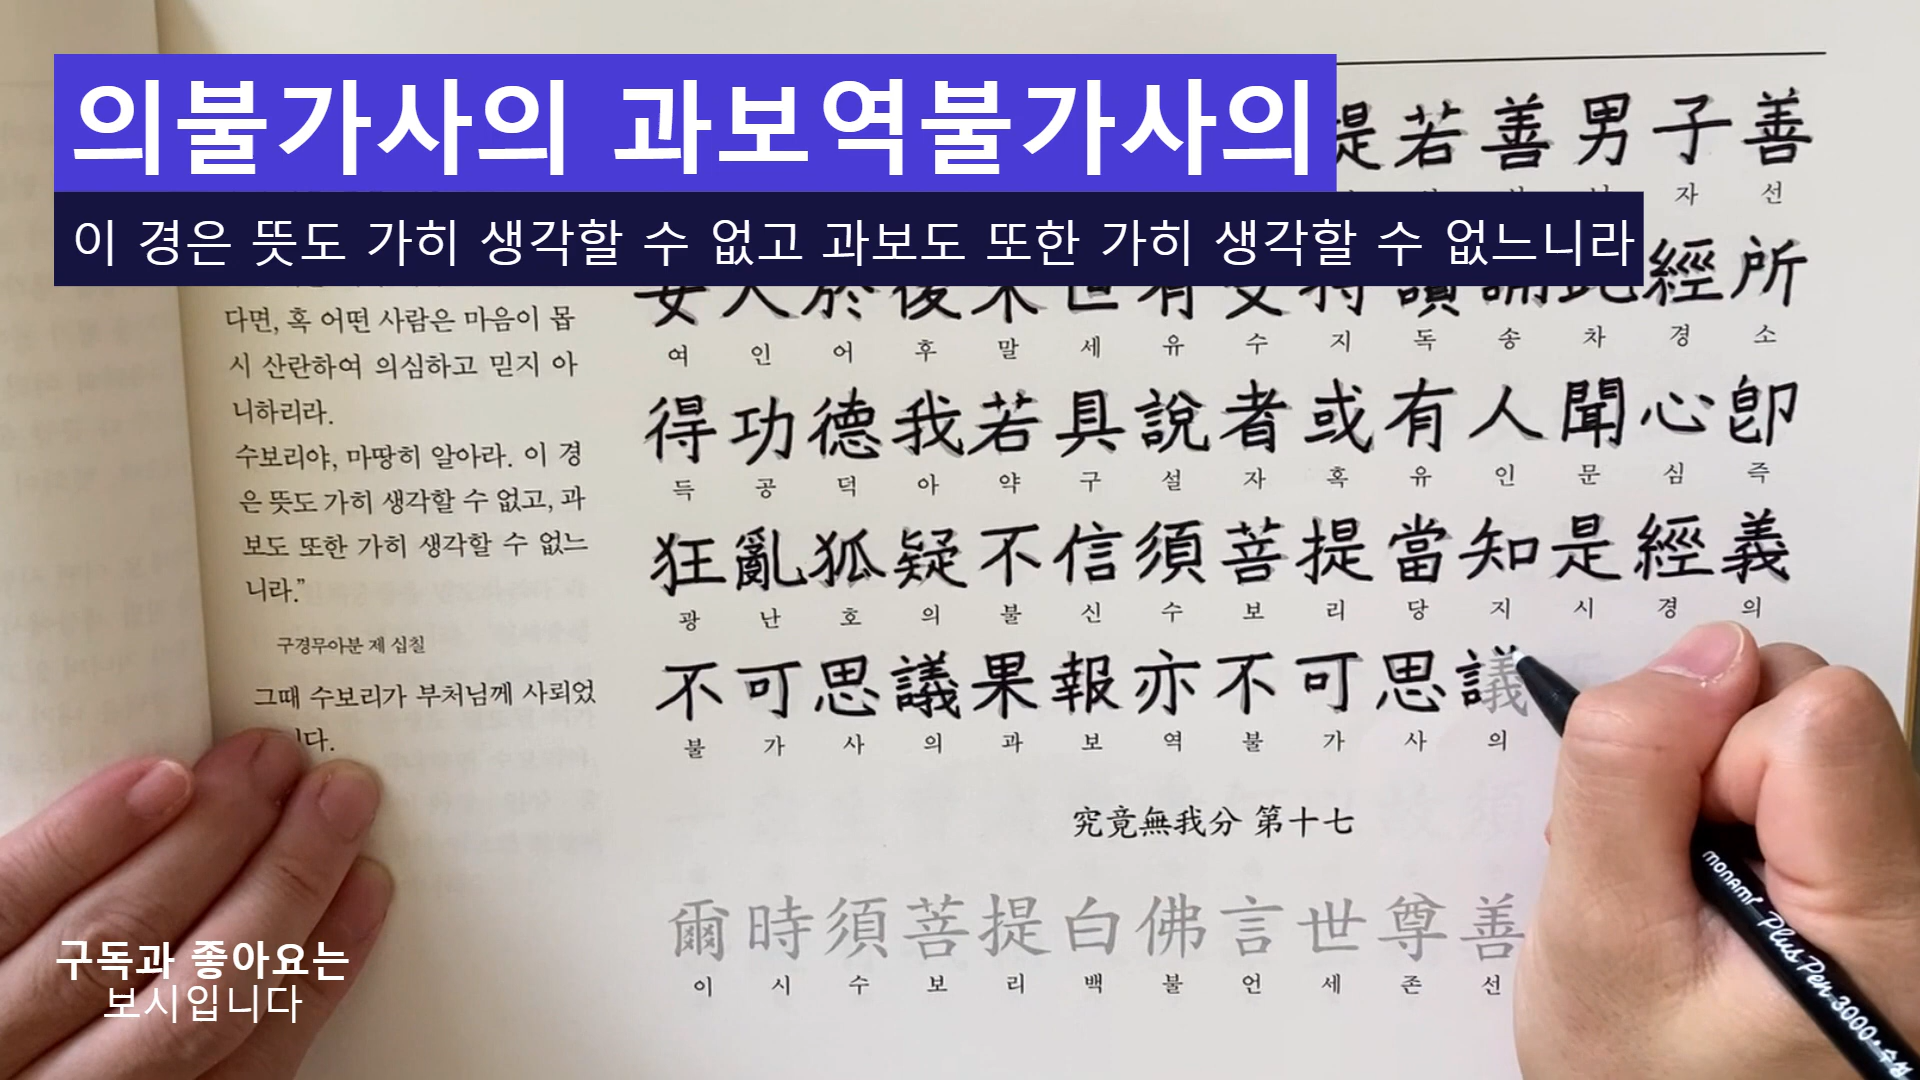 의불가사의 과보역불가사의
이 경은 뜻도 가히 생각할 수 없고 과보도 또한 가히 생각할 수 없느니라
다면, 혹 어떤 사람은 마음이 몹
시 산란하여 의심하고 믿지 아
니하리라.
수보리야, 마땅히 알아라. 이 경
은 뜻도 가히 생각할 수 없고, 과
보도 또한 가히 생각할 수 없느
니라.”
구경무아분 제 십칠
그때 수보리가 부처님께 사뢰었
니다.
提若善男子善
자 선
人於後末世有受持讀誦此經所
여 인 어 후 말 세 유 수 지 독 송 차 경 소
得功德我若具說者或有人聞心卽
득 공 덕 아 약 구 설 자 혹 유 인 문 심 즉
狂亂狐疑不信須菩提當知是經義
광 난 호 의 불 신 수 보 리 당 지 시 경 의
不可思議果報亦不可思議
불 가 사 의 과 보 역 불 가 사 의
究竟無我分 第十七
爾時須菩提白佛言世尊善
이 시 수 보 리 백 불 언 세 존 선
구독과 좋아요는
보시입니다
monami Plus Pen 3000 · 수성